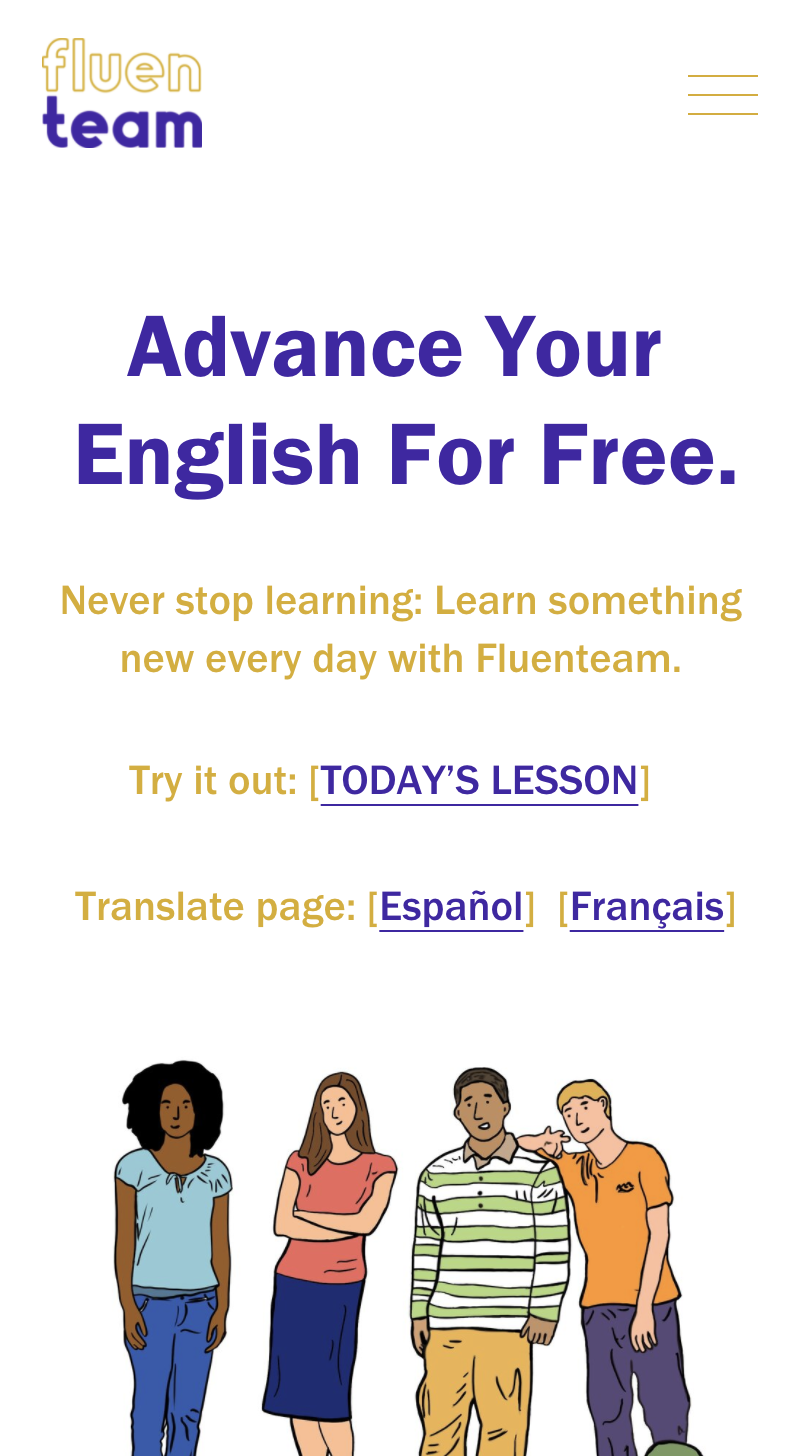 fluen
team
Advance Your
English For Free.
Never stop learning: Learn something
new every day with Fluenteam.
Try it out: [TODAY’S LESSON]
Translate page: [Español]  [Français]